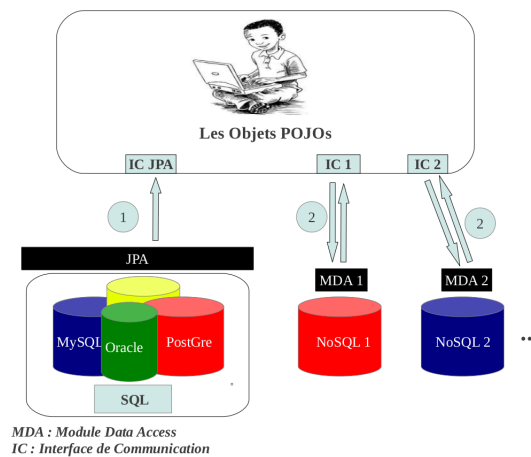 Les Objets POJOs
IC JPA
IC 1
IC 2
1
2
2
JPA
MDA 1
MDA 2
MySQL
Oracle
PostGre
NoSQL 1
NoSQL 2
...
SQL
MDA : Module Data Access
IC : Interface de Communication